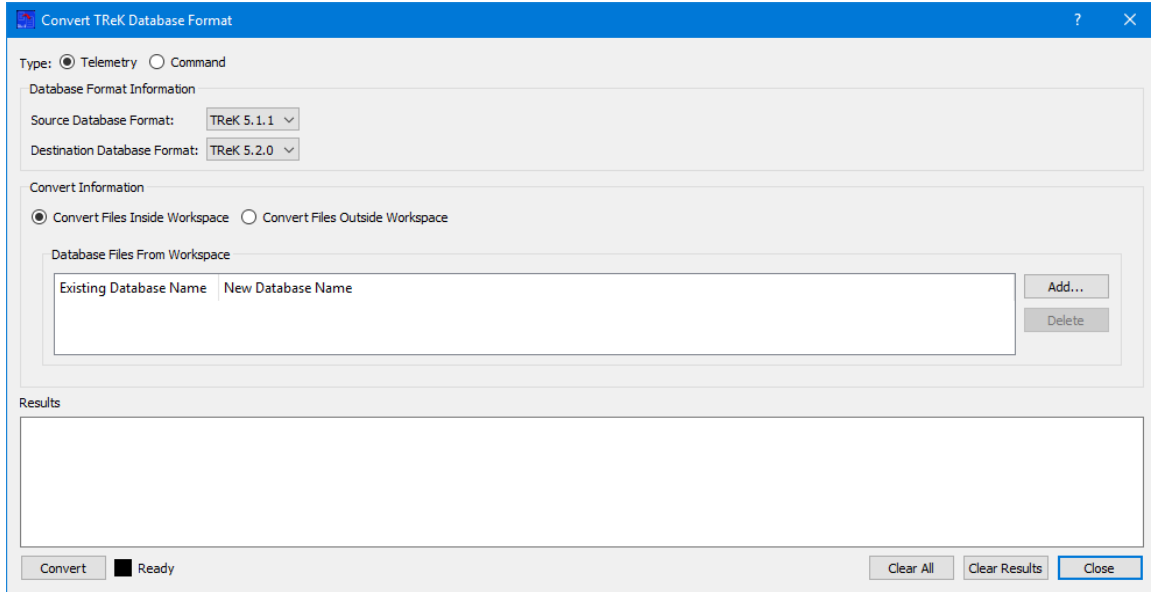 Convert TReK Database Format ?
Type: Telemetry Command
Database Format Information
Source Database Format: TReK 5.1.1
Destination Database Format: TReK 5.2.0
Convert Information
Convert Files Inside Workspace Convert Files Outside Workspace
Database Files From Workspace
Existing Database Name New Database Name Add...
Delete
Results
Convert Ready Clear All Clear Results Close